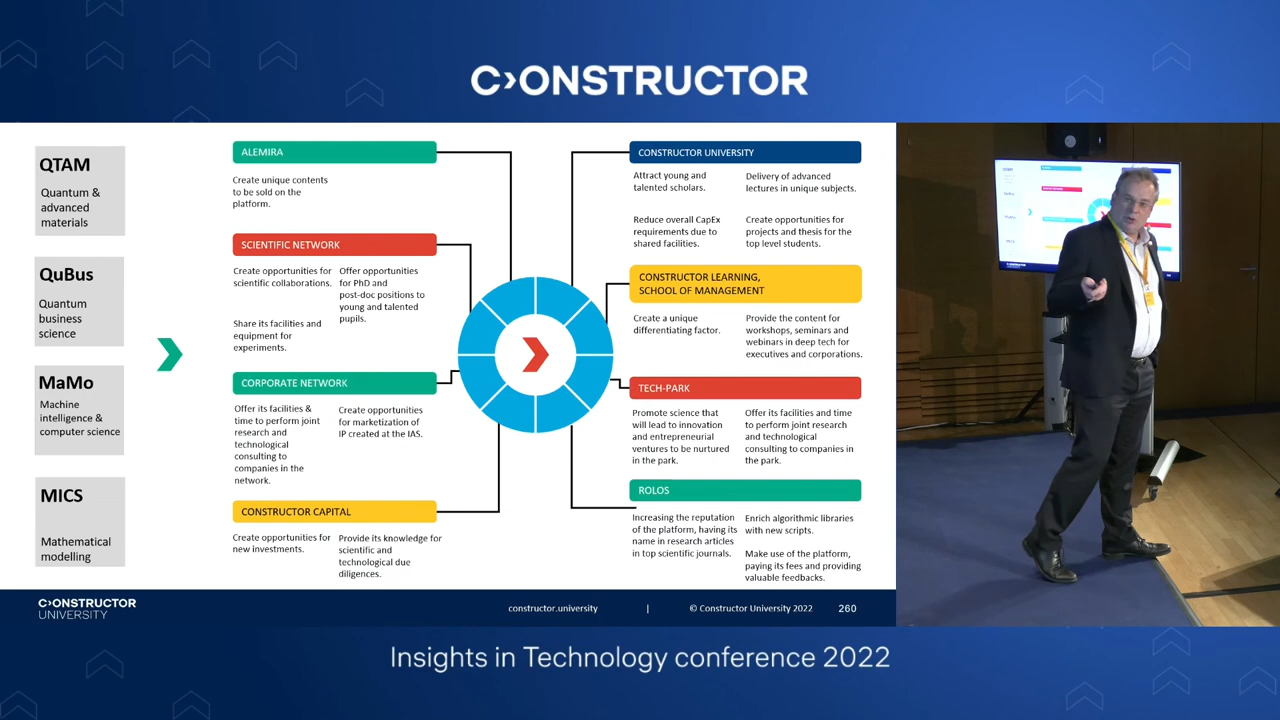 C›ONSTRUCTOR
QTAM
Quantum &
advanced
materials
QuBus
Quantum
business
science
MaMo
Machine
intelligence &
computer science
MICS
Mathematical
modelling
ALEMIRA
Create unique contents
to be sold on the
platform.
SCIENTIFIC NETWORK
Create opportunities for
scientific collaborations.
Share its facilities and
equipment for
experiments.
Offer opportunities
for PhD and
post-doc positions to
young and talented
pupils.
CORPORATE NETWORK
Offer its facilities &
time to perform joint
research and
technological
consulting to
companies in the
network.
Create opportunities
for marketization of
IP created at the IAS.
CONSTRUCTOR CAPITAL
Create opportunities for
new investments.
Provide its knowledge for
scientific and
technological due
diligences.
CONSTRUCTOR UNIVERSITY
Attract young and
talented scholars.
Delivery of advanced
lectures in unique subjects.
Reduce overall CapEx
requirements due to
shared facilities.
Create opportunities for
projects and thesis for the
top level students.
CONSTRUCTOR LEARNING,
SCHOOL OF MANAGEMENT
Create a unique
differentiating factor.
Provide the content for
workshops, seminars and
webinars in deep tech for
executives and corporations.
TECH-PARK
Promote science that
will lead to innovation
and entrepreneurial
ventures to be nurtured
in the park.
Offer its facilities and time
to perform joint research
and technological
consulting to companies in
the park.
ROLOS
Increasing the reputation
of the platform, having its
name in research articles
in top scientific journals.
Enrich algorithmic libraries
with new scripts.
Make use of the platform,
paying its fees and providing
valuable feedbacks.
C›ONSTRUCTOR
UNIVERSITY
constructor.university | © Constructor University 2022 260
Insights in Technology conference 2022